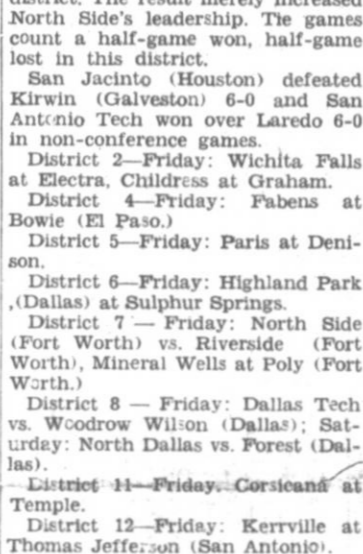 district. The result merely increased
North Side's leadership. Tie games
count a half-game won, half-game
lost in this district.
San Jacinto (Houston) defeated
Kirwin (Galveston) 6-0 and San
Antonio Tech won over Laredo 6-0
in non-conference games.
District 2—Friday: Wichita Falls
at Electra, Childress at Graham.
District 4—Friday: Fabens at
Bowie (El Paso.)
District 5—Friday: Paris at Deni-
son.
District 6—Friday: Highland Park
,(Dallas) at Sulphur Springs.
District 7 — Friday: North Side
(Fort Worth) vs. Riverside (Fort
Worth), Mineral Wells at Poly (Fort
Worth.)
District 8 — Friday: Dallas Tech
vs. Woodrow Wilson (Dallas); Sat-
urday: North Dallas vs. Forest (Dal-
las).
District 11—Friday. Corsicana at
Temple.
District 12—Friday: Kerrville at
Thomas Jefferson (San Antonio).